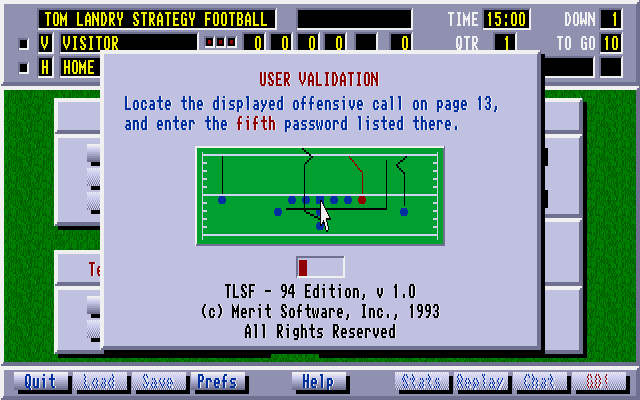 TOM LANDRY STRATEGY FOOTBALL TIME 15:00 DOWN 1
V VISITOR 0 0 0 0 0 QTR 1 TO GO 10
H HOME
USER VALIDATION
Locate the displayed offensive call on page 13,
and enter the fifth password listed there.
Te
TLSF - 94 Edition, v 1.0
(c) Merit Software, Inc., 1993
All Rights Reserved
Quit Load Save Prefs Help Stats Replay Chat GO!